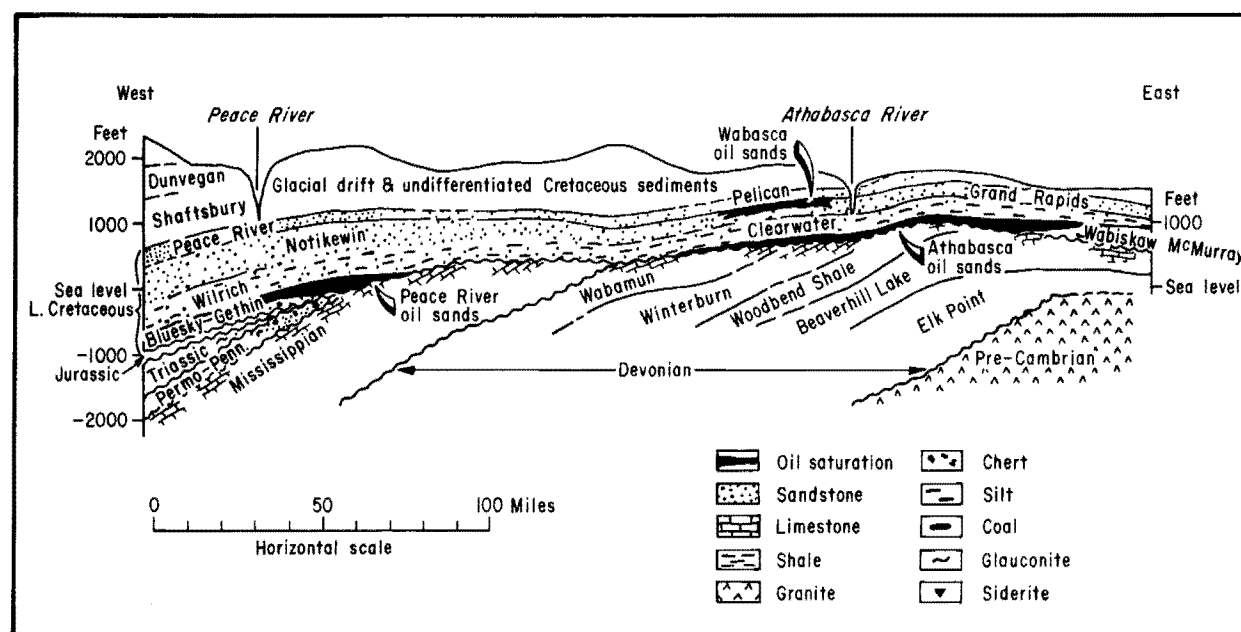 West
East
Peace River
Athabasca River
Feet
Wabasca
oil sands
2000
Dunvegan
Glacial drift & undifferentiated Cretaceous sediments
Pelican
Grand Rapids
Feet
Shaftsbury
1000
Peace River
Notikewin
Clearwater
1000
Wabiskaw
McMurray
Athabasca
oil sands
Sea level
Wilrich
Wabamun
Sea level
L. Cretaceous
Bluesky-Gethin
Peace River
oil sands
Winterburn
Woodbend Shale
Beaverhill Lake
Elk Point
-1000
Jurassic
Triassic
Permo-Penn
Mississippian
Devonian
Pre-Cambrian
-2000
Oil saturation
Chert
0
50
100 Miles
Sandstone
Silt
Horizontal scale
Limestone
Coal
Shale
Glauconite
Granite
Siderite